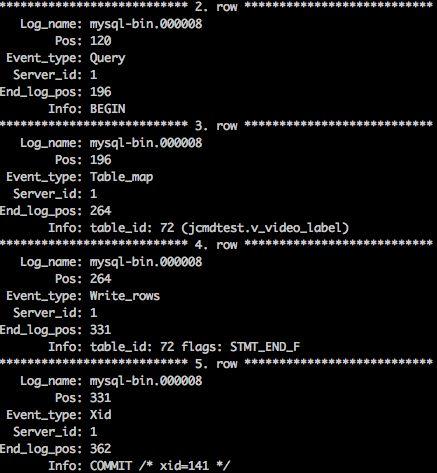 *************************** 2. row ***************************
Log_name: mysql-bin.000008
Pos: 120
Event_type: Query
Server_id: 1
End_log_pos: 196
Info: BEGIN
*************************** 3. row ***************************
Log_name: mysql-bin.000008
Pos: 196
Event_type: Table_map
Server_id: 1
End_log_pos: 264
Info: table_id: 72 (jcmdtest.v_video_label)
*************************** 4. row ***************************
Log_name: mysql-bin.000008
Pos: 264
Event_type: Write_rows
Server_id: 1
End_log_pos: 331
Info: table_id: 72 flags: STMT_END_F
*************************** 5. row ***************************
Log_name: mysql-bin.000008
Pos: 331
Event_type: Xid
Server_id: 1
End_log_pos: 362
Info: COMMIT /* xid=141 */